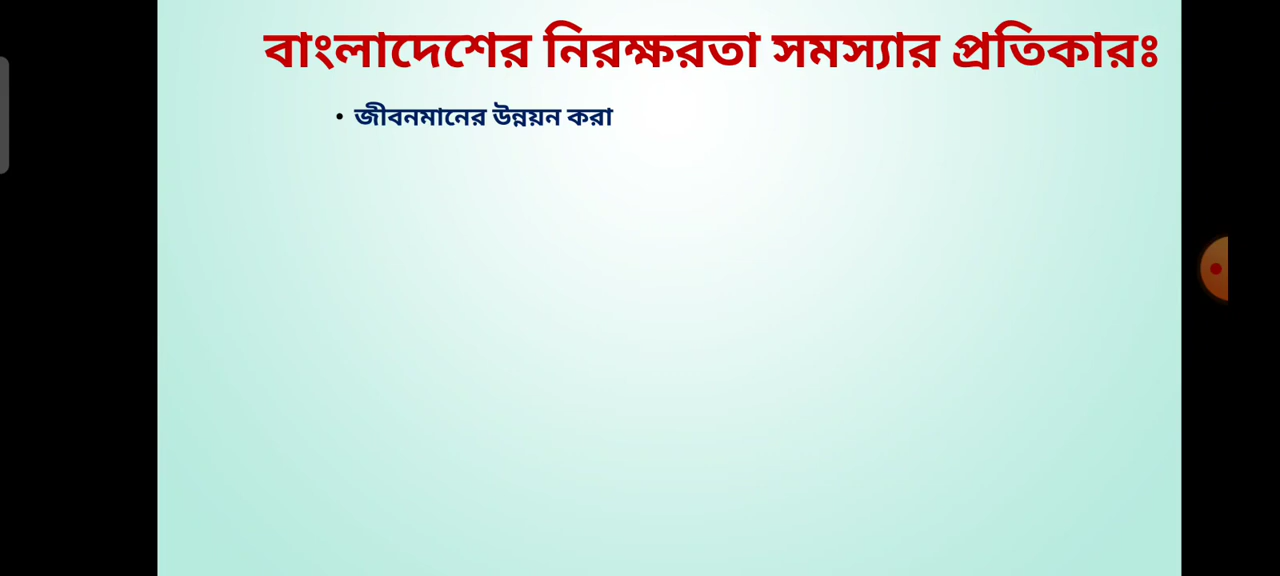 বাংলাদেশের নিরক্ষরতা সমস্যার প্রতিকারঃ
• জীবনমানের উন্নয়ন করা